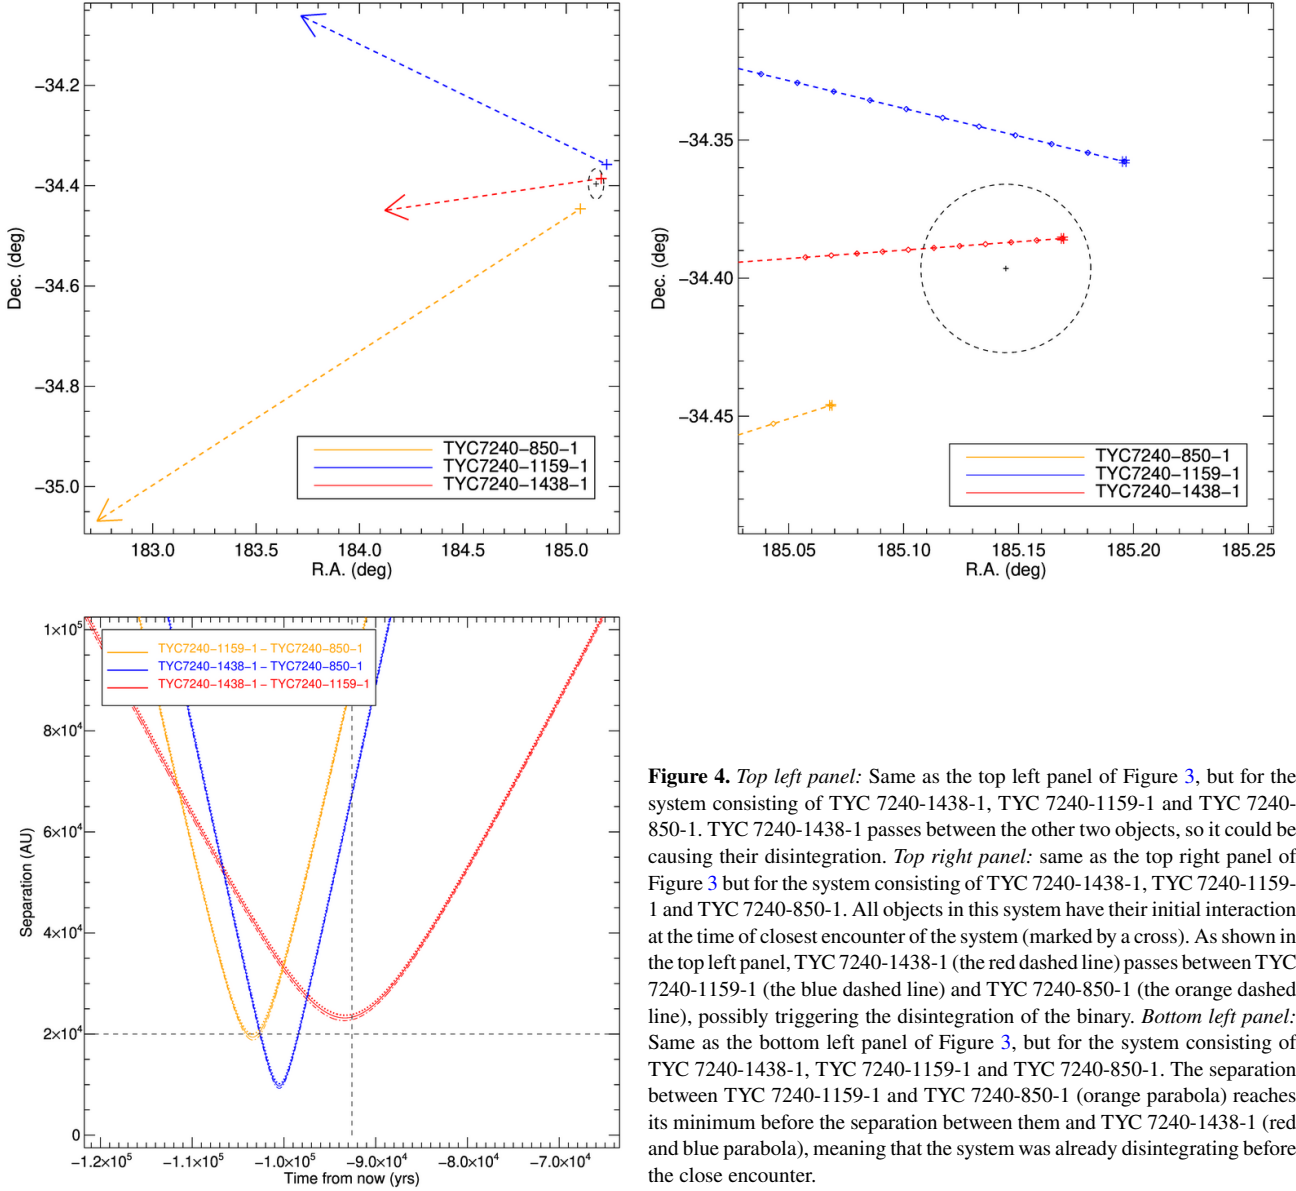 −34.2
−34.4
−34.6
−34.8
−35.0
Dec. (deg)
183.0 183.5 184.0 184.5 185.0
R.A. (deg)
TYC7240−850−1
TYC7240−1159−1
TYC7240−1438−1
−34.35
−34.40
−34.45
Dec. (deg)
185.05 185.10 185.15 185.20 185.25
R.A. (deg)
TYC7240−850−1
TYC7240−1159−1
TYC7240−1438−1
1×10⁵
8×10⁴
6×10⁴
4×10⁴
2×10⁴
0
Separation (AU)
TYC7240−1159−1 − TYC7240−850−1
TYC7240−1438−1 − TYC7240−850−1
TYC7240−1438−1 − TYC7240−1159−1
−1.2×10⁵ −1.1×10⁵ −1.0×10⁵ −9.0×10⁴ −8.0×10⁴ −7.0×10⁴
Time from now (yrs)
Figure 4. Top left panel: Same as the top left panel of Figure 3, but for the
system consisting of TYC 7240-1438-1, TYC 7240-1159-1 and TYC 7240-
850-1. TYC 7240-1438-1 passes between the other two objects, so it could be
causing their disintegration. Top right panel: same as the top right panel of
Figure 3 but for the system consisting of TYC 7240-1438-1, TYC 7240-1159-
1 and TYC 7240-850-1. All objects in this system have their initial interaction
at the time of closest encounter of the system (marked by a cross). As shown in
the top left panel, TYC 7240-1438-1 (the red dashed line) passes between TYC
7240-1159-1 (the blue dashed line) and TYC 7240-850-1 (the orange dashed
line), possibly triggering the disintegration of the binary. Bottom left panel:
Same as the bottom left panel of Figure 3, but for the system consisting of
TYC 7240-1438-1, TYC 7240-1159-1 and TYC 7240-850-1. The separation
between TYC 7240-1159-1 and TYC 7240-850-1 (orange parabola) reaches
its minimum before the separation between them and TYC 7240-1438-1 (red
and blue parabola), meaning that the system was already disintegrating before
the close encounter.